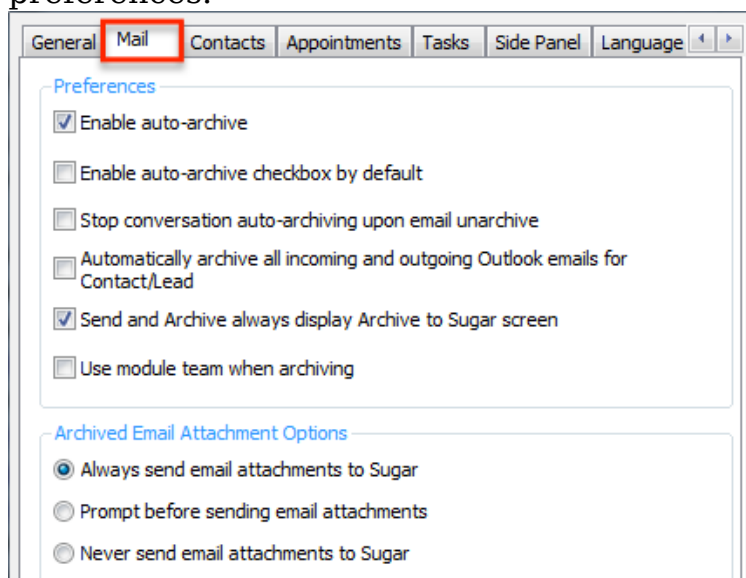 preferences.
General Mail Contacts Appointments Tasks Side Panel Language
Preferences
Enable auto-archive
Enable auto-archive checkbox by default
Stop conversation auto-archiving upon email unarchive
Automatically archive all incoming and outgoing Outlook emails for
Contact/Lead
Send and Archive always display Archive to Sugar screen
Use module team when archiving
Archived Email Attachment Options
Always send email attachments to Sugar
Prompt before sending email attachments
Never send email attachments to Sugar